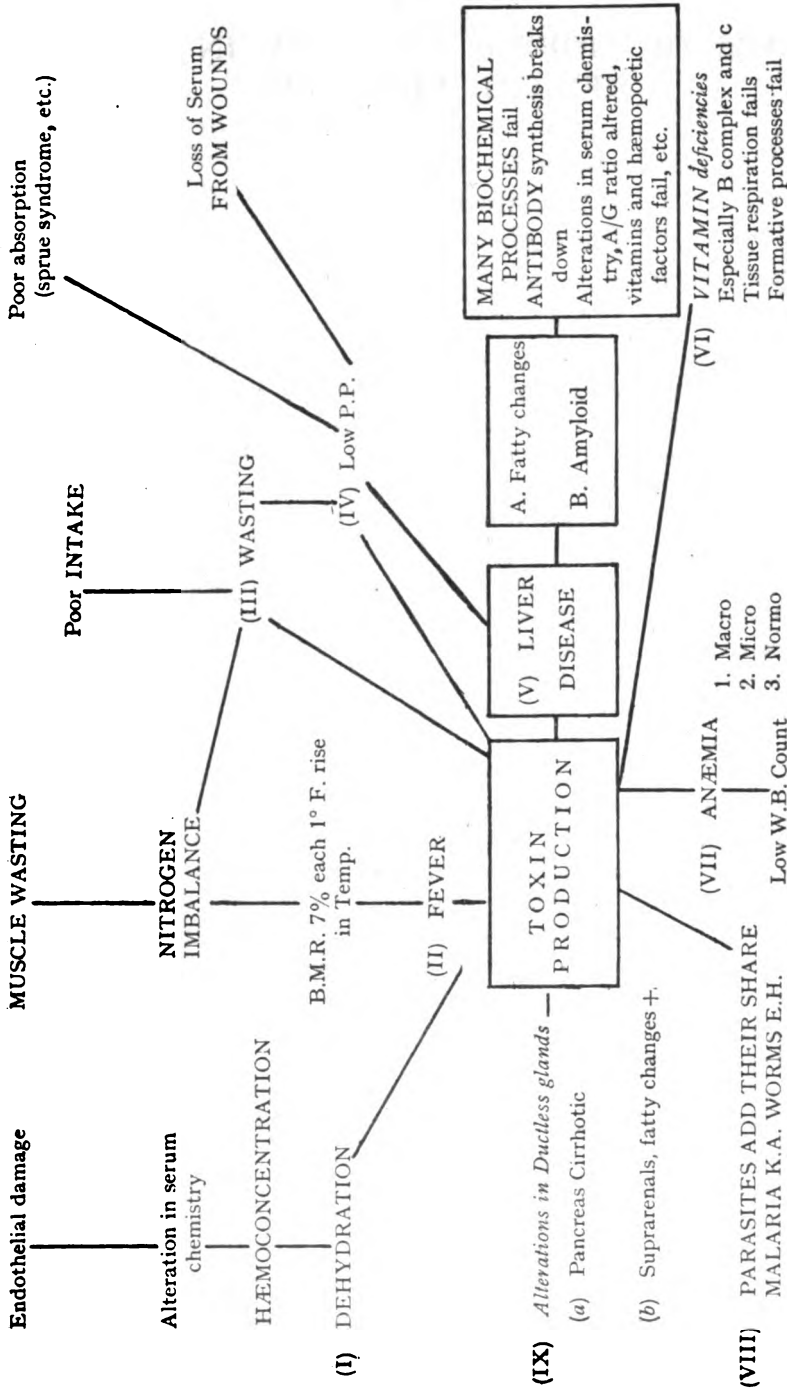 Endothelial damage
Alteration in serum
chemistry
HÆMOCONCENTRATION
(I) DEHYDRATION
MUSCLE WASTING
NITROGEN
IMBALANCE
B.M.R. 7% each 1° F. rise
in Temp.
(II) FEVER
Poor INTAKE
(III) WASTING
Poor absorption
(sprue syndrome, etc.)
Loss of Serum
FROM WOUNDS
(IV) Low P.P.
TOXIN
PRODUCTION
(V) LIVER
DISEASE
A. Fatty changes
B. Amyloid
MANY BIOCHEMICAL
PROCESSES fail
ANTIBODY synthesis breaks
down
Alterations in serum chemis-
try, A/G ratio altered,
vitamins and hæmopoetic
factors fail, etc.
(IX) Alterations in Ductless glands —
(a) Pancreas Cirrhotic
(b) Suprarenals, fatty changes +.
(VIII) PARASITES ADD THEIR SHARE
MALARIA K.A. WORMS E.H.
(VII) ANÆMIA
Low W.B. Count
1. Macro
2. Micro
3. Normo
(VI) VITAMIN deficiencies
Especially B complex and c
Tissue respiration fails
Formative processes fail